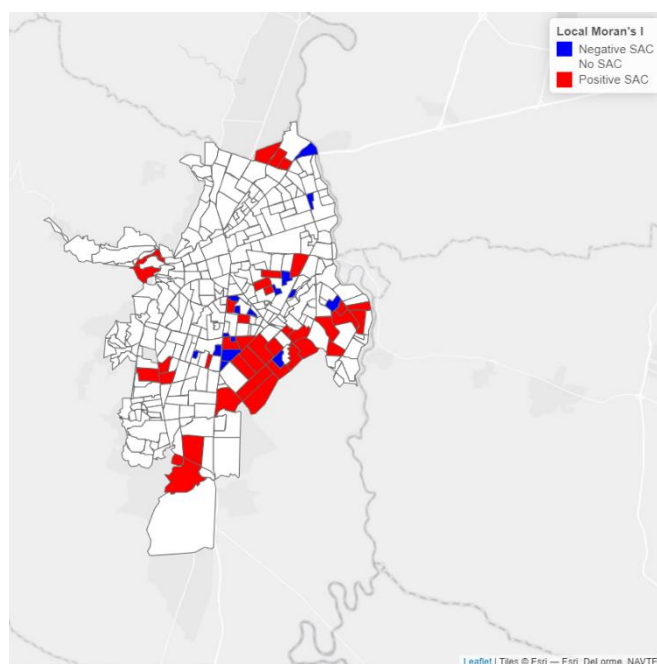 Local Moran's I
Negative SAC
No SAC
Positive SAC
Leaflet | Tiles © Esri — Esri, DeLorme, NAVTE